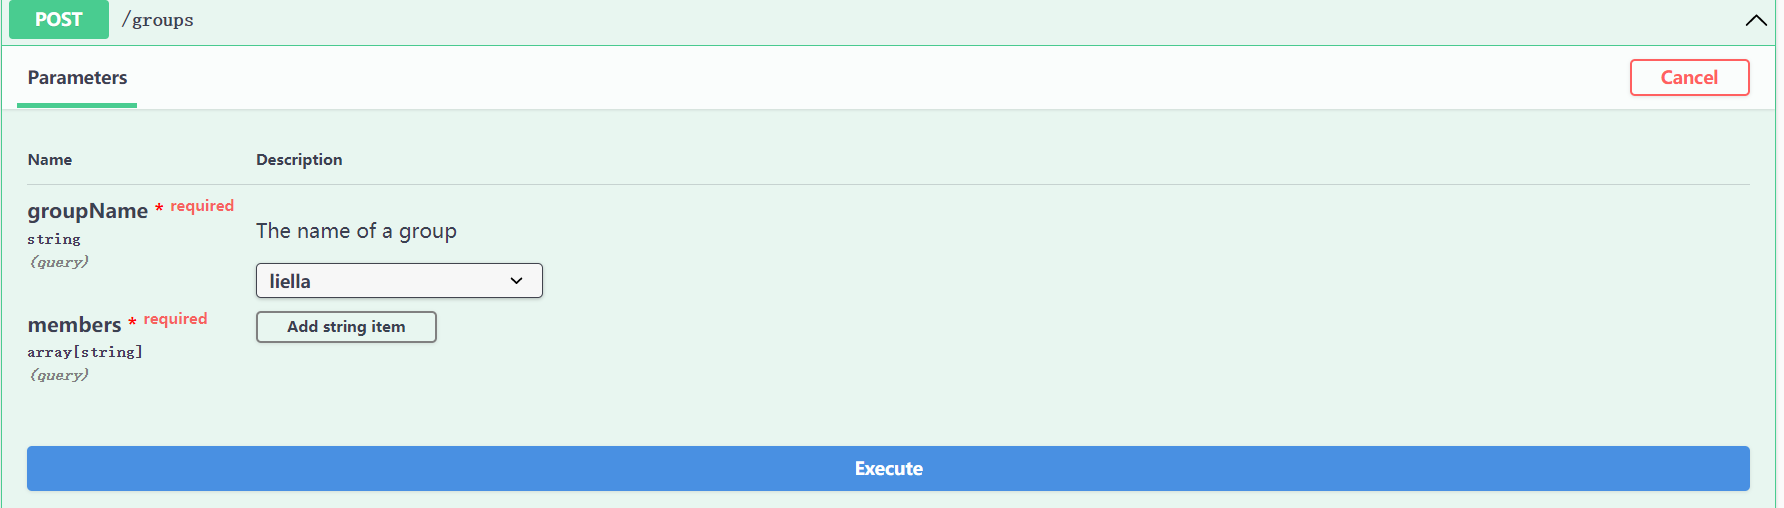 POST /groups
Parameters
Cancel
Name Description
groupName * required
string
(query)
The name of a group
liella
members * required
array[string]
(query)
Add string item
Execute